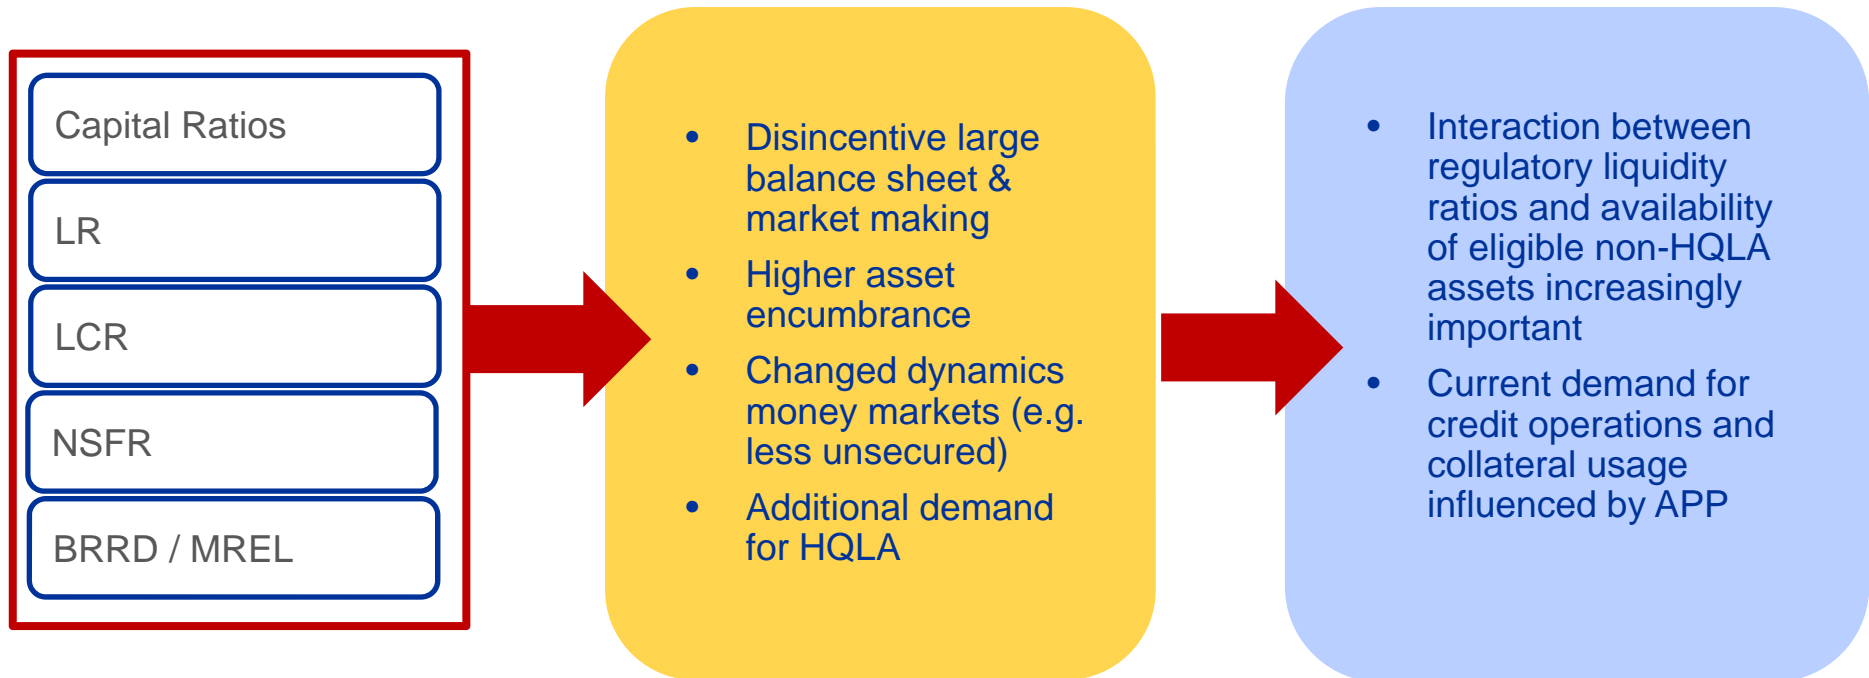 Capital Ratios
LR
LCR
NSFR
BRRD / MREL
• Disincentive large
balance sheet &
market making
• Higher asset
encumbrance
• Changed dynamics
money markets (e.g.
less unsecured)
• Additional demand
for HQLA
• Interaction between
regulatory liquidity
ratios and availability
of eligible non-HQLA
assets increasingly
important
• Current demand for
credit operations and
collateral usage
influenced by APP